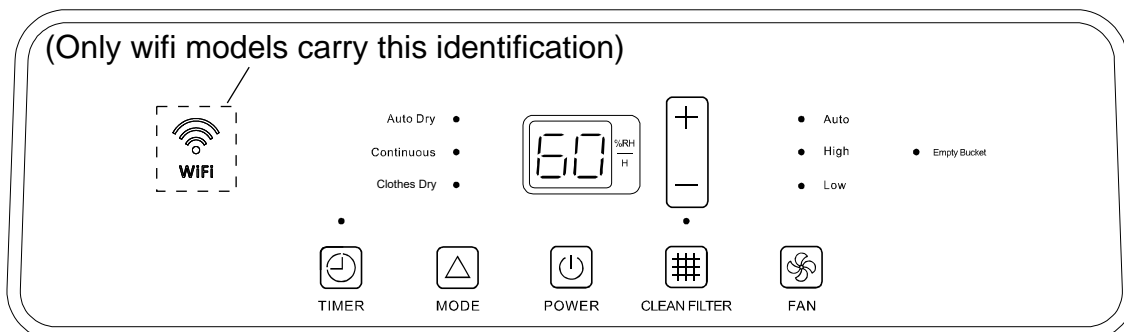 (Only wifi models carry this identification)
WiFi
Auto Dry
Continuous
Clothes Dry
60
%RH
H
+
—
Auto
High
Low
Empty Bucket
TIMER
MODE
POWER
CLEAN FILTER
FAN